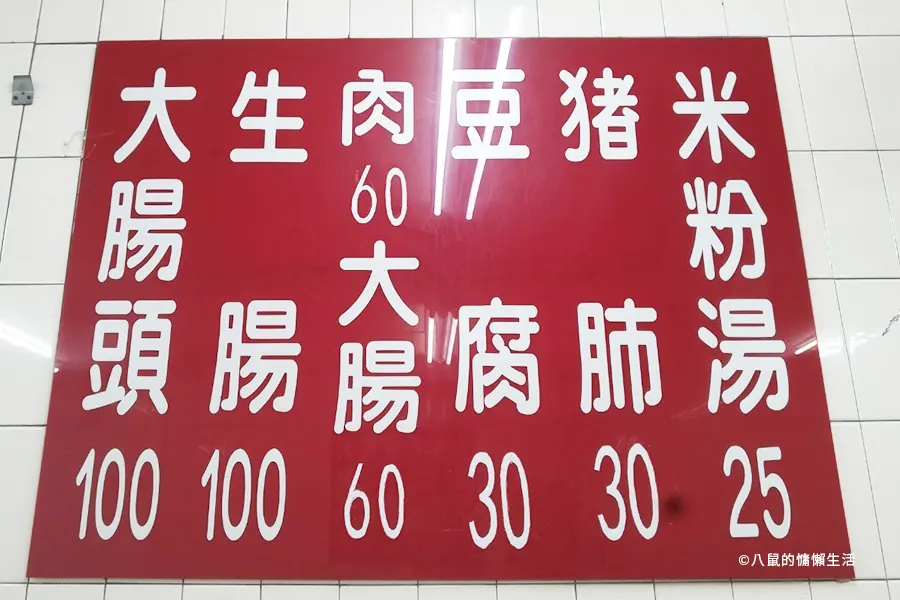 米粉湯 25
猪肺 30
豆腐 30
肉 60
大腸 60
生腸 100
大腸頭 100
©八鼠的慵懶生活